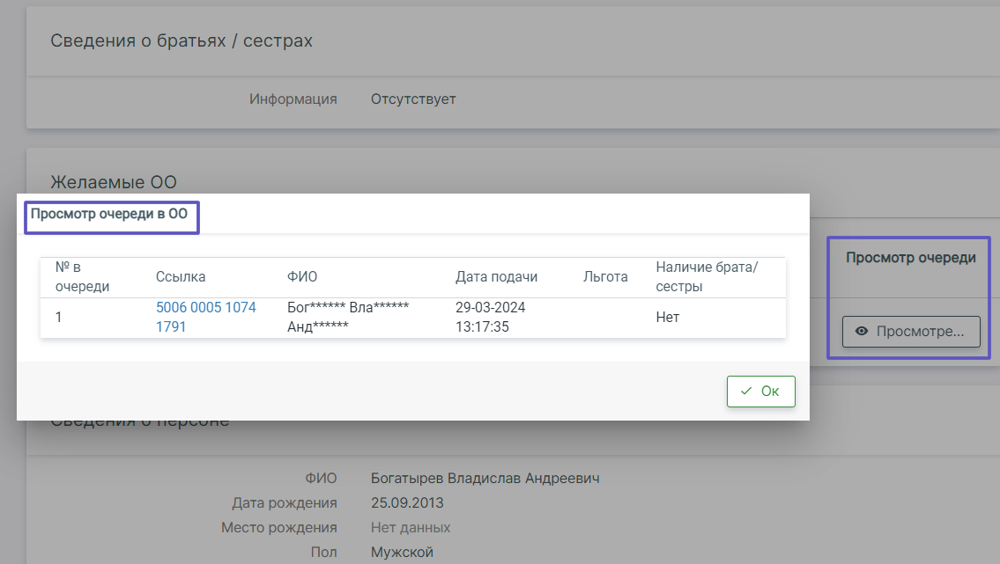 Сведения о братьях / сестрах
Информация Отсутствует
Желаемые ОО
Просмотр очереди в ОО
№ в очереди Ссылка ФИО Дата подачи Льгота Наличие брата/сестры
1 5006 0005 1074 1791 Бог****** Вла****** Анд****** 29-03-2024 13:17:35 Нет
Ок
Просмотр очереди
Просмотре...
Сведения о персоне
ФИО Богатырев Владислав Андреевич
Дата рождения 25.09.2013
Место рождения Нет данных
Пол Мужской